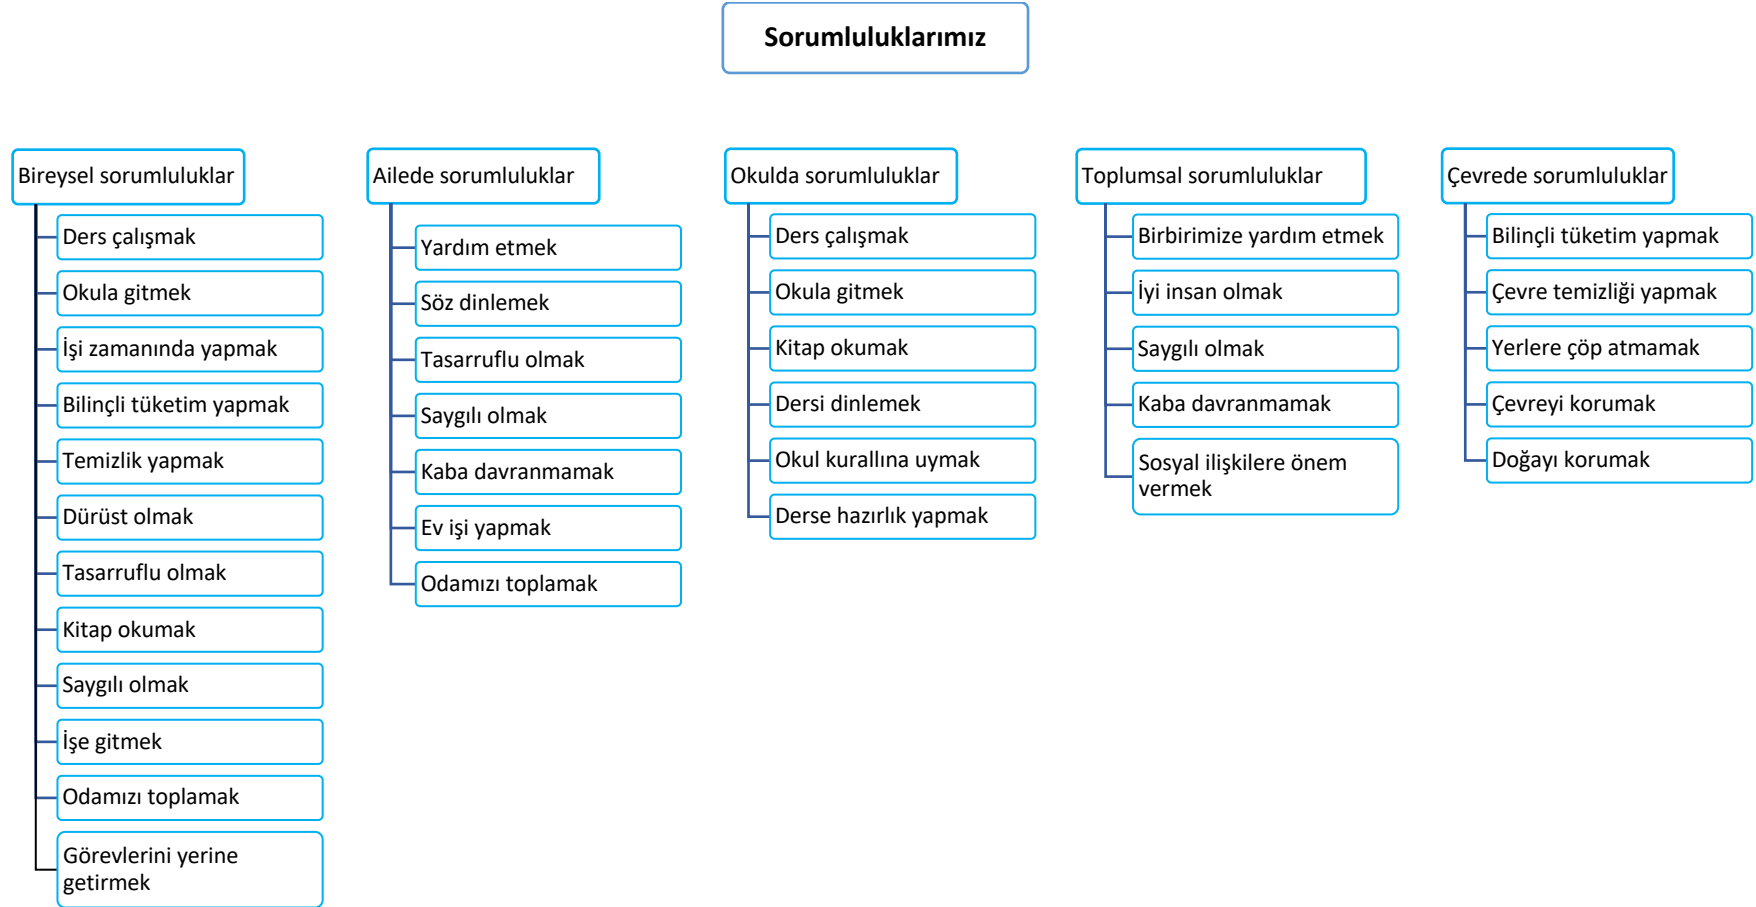 Sorumluluklarımız
Bireysel sorumluluklar
Ders çalışmak
Okula gitmek
İşi zamanında yapmak
Bilinçli tüketim yapmak
Temizlik yapmak
Dürüst olmak
Tasarruflu olmak
Kitap okumak
Saygılı olmak
İşe gitmek
Odamızı toplamak
Görevlerini yerine
getirmek
Ailede sorumluluklar
Yardım etmek
Söz dinlemek
Tasarruflu olmak
Saygılı olmak
Kaba davranmamak
Ev işi yapmak
Odamızı toplamak
Okulda sorumluluklar
Ders çalışmak
Okula gitmek
Kitap okumak
Dersi dinlemek
Okul kurallına uymak
Derse hazırlık yapmak
Toplumsal sorumluluklar
Birbirimize yardım etmek
İyi insan olmak
Saygılı olmak
Kaba davranmamak
Sosyal ilişkilere önem
vermek
Çevrede sorumluluklar
Bilinçli tüketim yapmak
Çevre temizliği yapmak
Yerlere çöp atmamak
Çevreyi korumak
Doğayı korumak